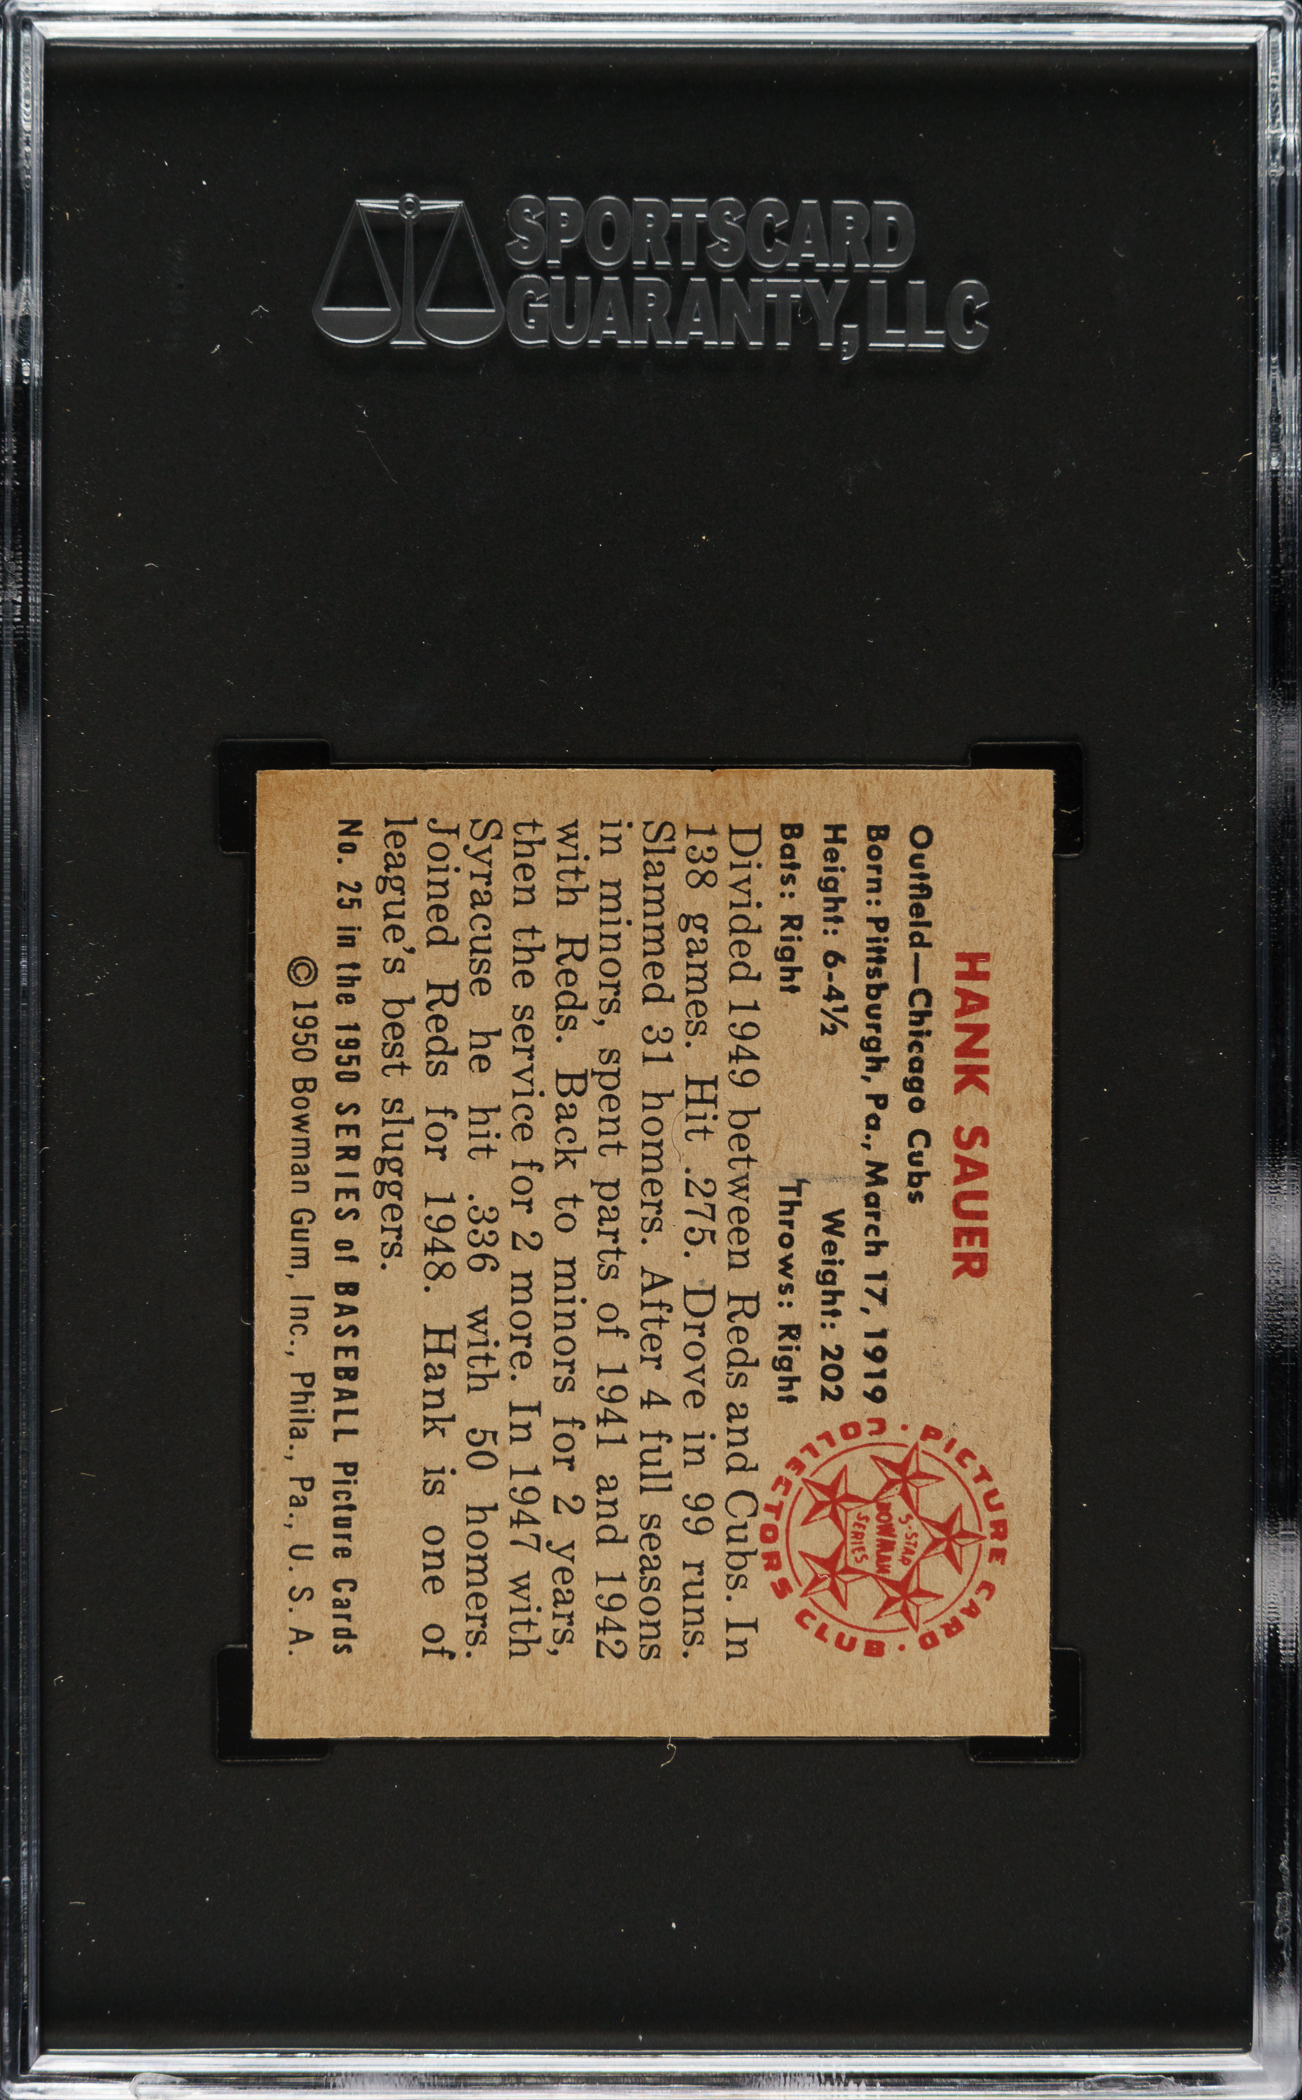 SPORTSCARD
GUARANTY, LLC
HANK SAUER
Outfield—Chicago Cubs
Born: Pittsburgh, Pa., March 17, 1919
Height: 6-4½ Weight: 202
Bats: Right Throws: Right
PICTURE CARD · COLLECTORS CLUB ·
5-STAR
BOWMAN
SERIES
Divided 1949 between Reds and Cubs. In
138 games. Hit .275. Drove in 99 runs.
Slammed 31 homers. After 4 full seasons
in minors, spent parts of 1941 and 1942
with Reds. Back to minors for 2 years,
then the service for 2 more. In 1947 with
Syracuse he hit .336 with 50 homers.
Joined Reds for 1948. Hank is one of
league's best sluggers.
No. 25 in the 1950 SERIES of BASEBALL Picture Cards
© 1950 Bowman Gum, Inc., Phila., Pa., U. S. A.